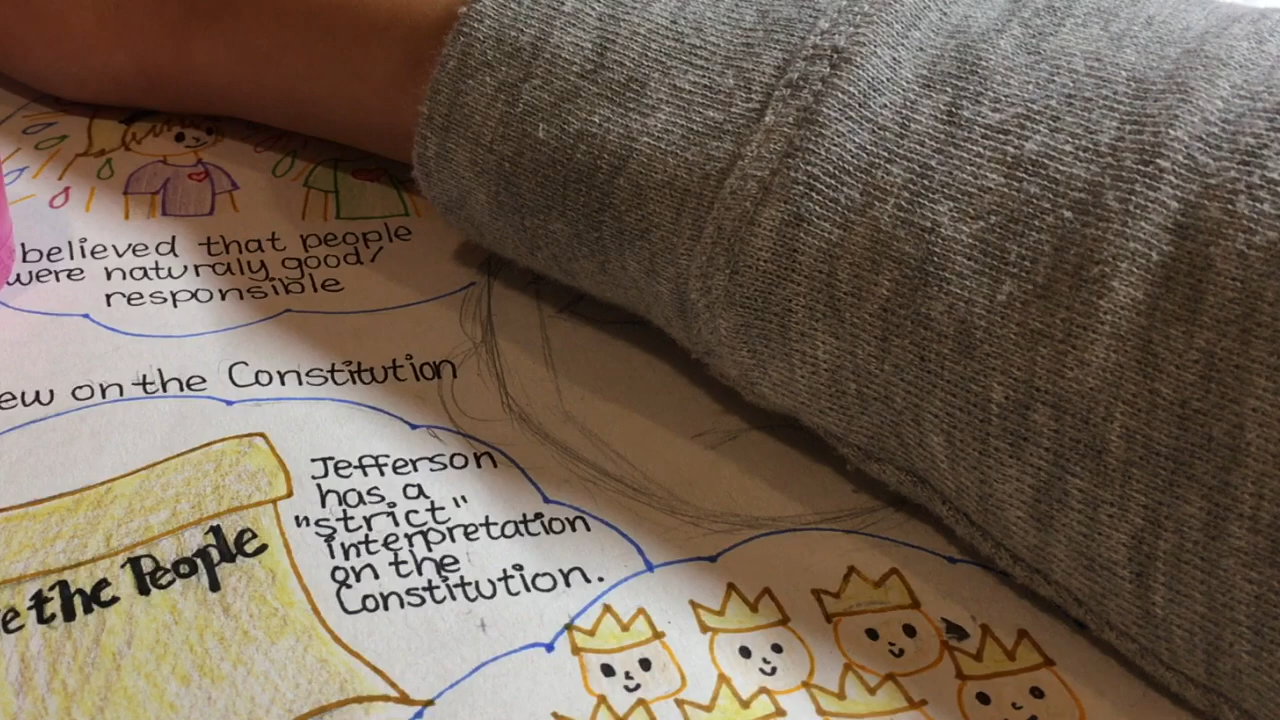 believed that people
were naturaly good/
responsible
ew on the Constitution
Jefferson
has a
"strict"
interpretation
on the
Constitution.
e the People